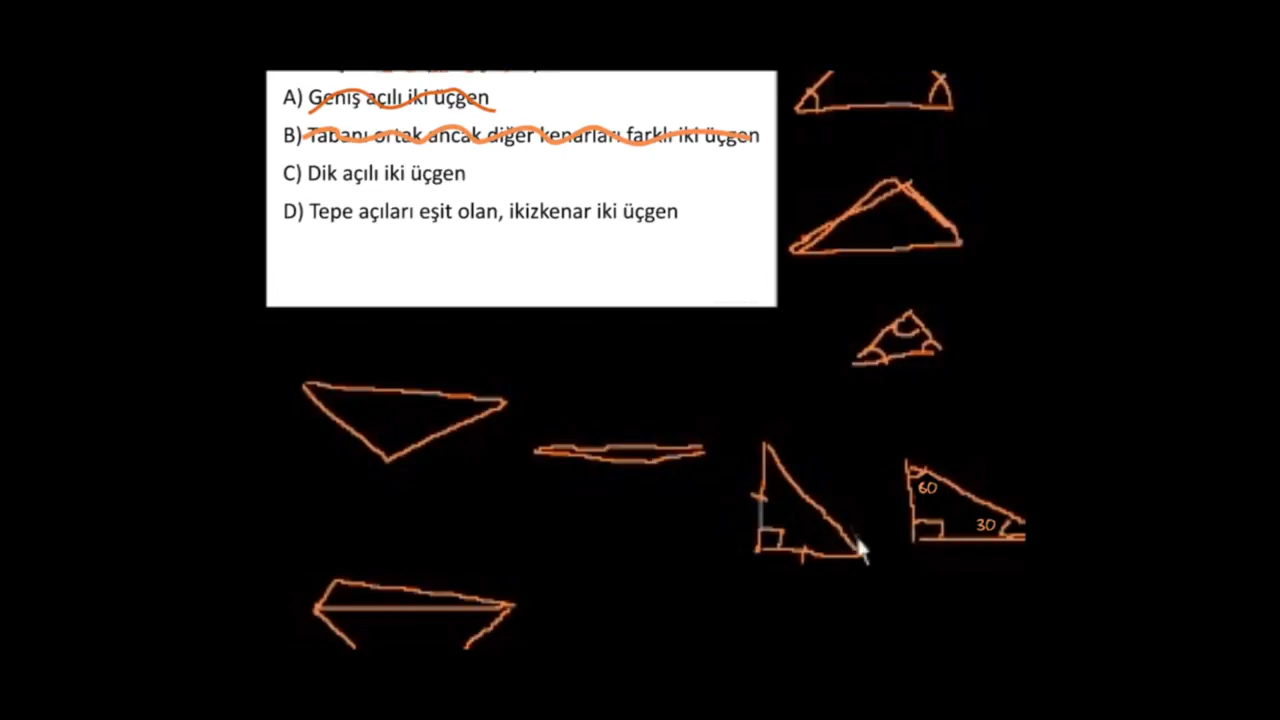 A) Geniş açılı iki üçgen
B) Tabanı ortak ancak diğer kenarları farklı iki üçgen
C) Dik açılı iki üçgen
D) Tepe açıları eşit olan, ikizkenar iki üçgen
60
30